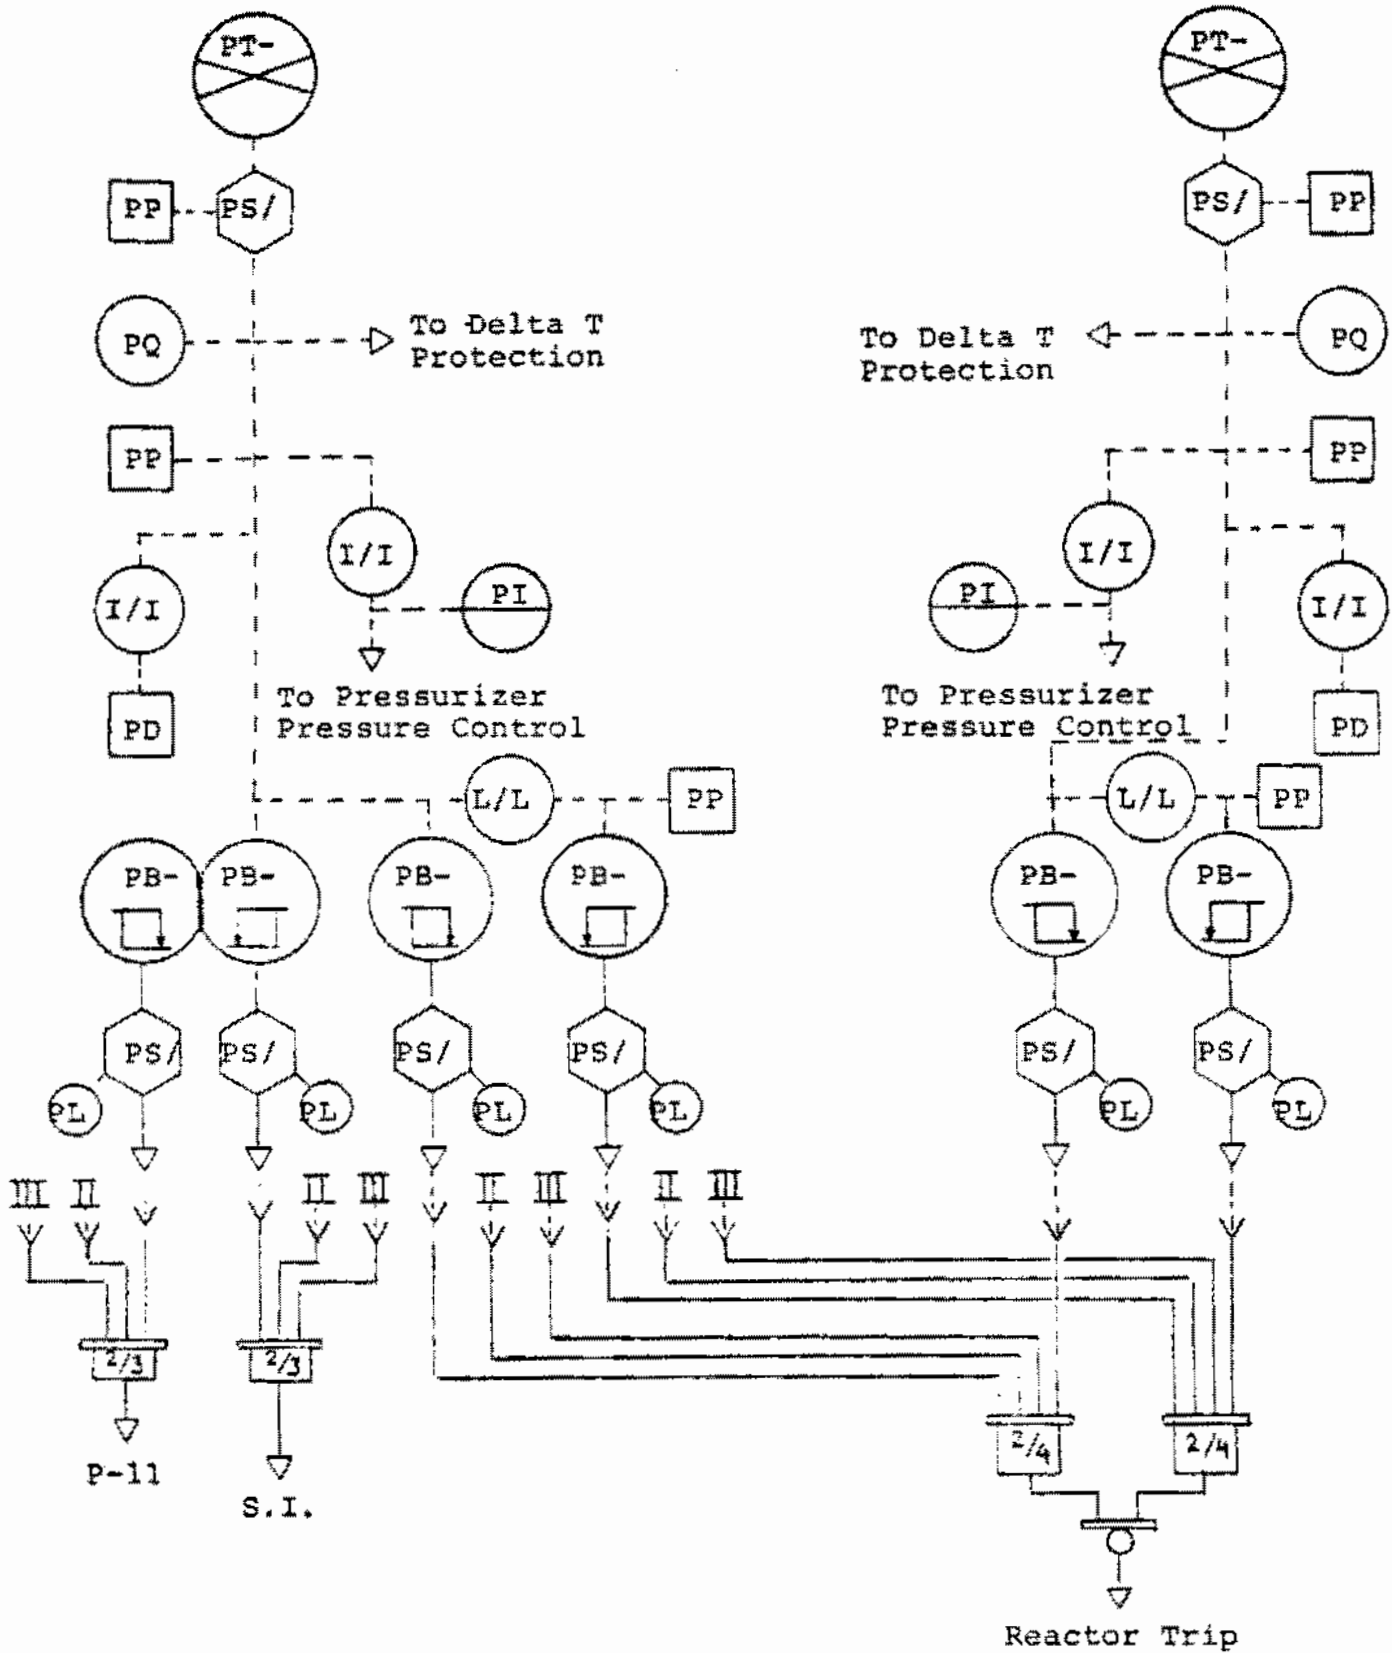 PT-
PT-
PP
PS/
PS/
PP
PQ
To Delta T
Protection
To Delta T
Protection
PQ
PP
PP
I/I
I/I
I/I
PI
PI
I/I
PD
To Pressurizer
Pressure Control
To Pressurizer
Pressure Control
PD
L/L
PP
L/L
PP
PB-
PB-
PB-
PB-
PB-
PB-
PS/
PS/
PS/
PS/
PS/
PS/
PL
PL
PL
PL
PL
PL
III
II
II
III
II
III
II
III
2/3
2/3
2/4
2/4
P-11
S.I.
Reactor Trip